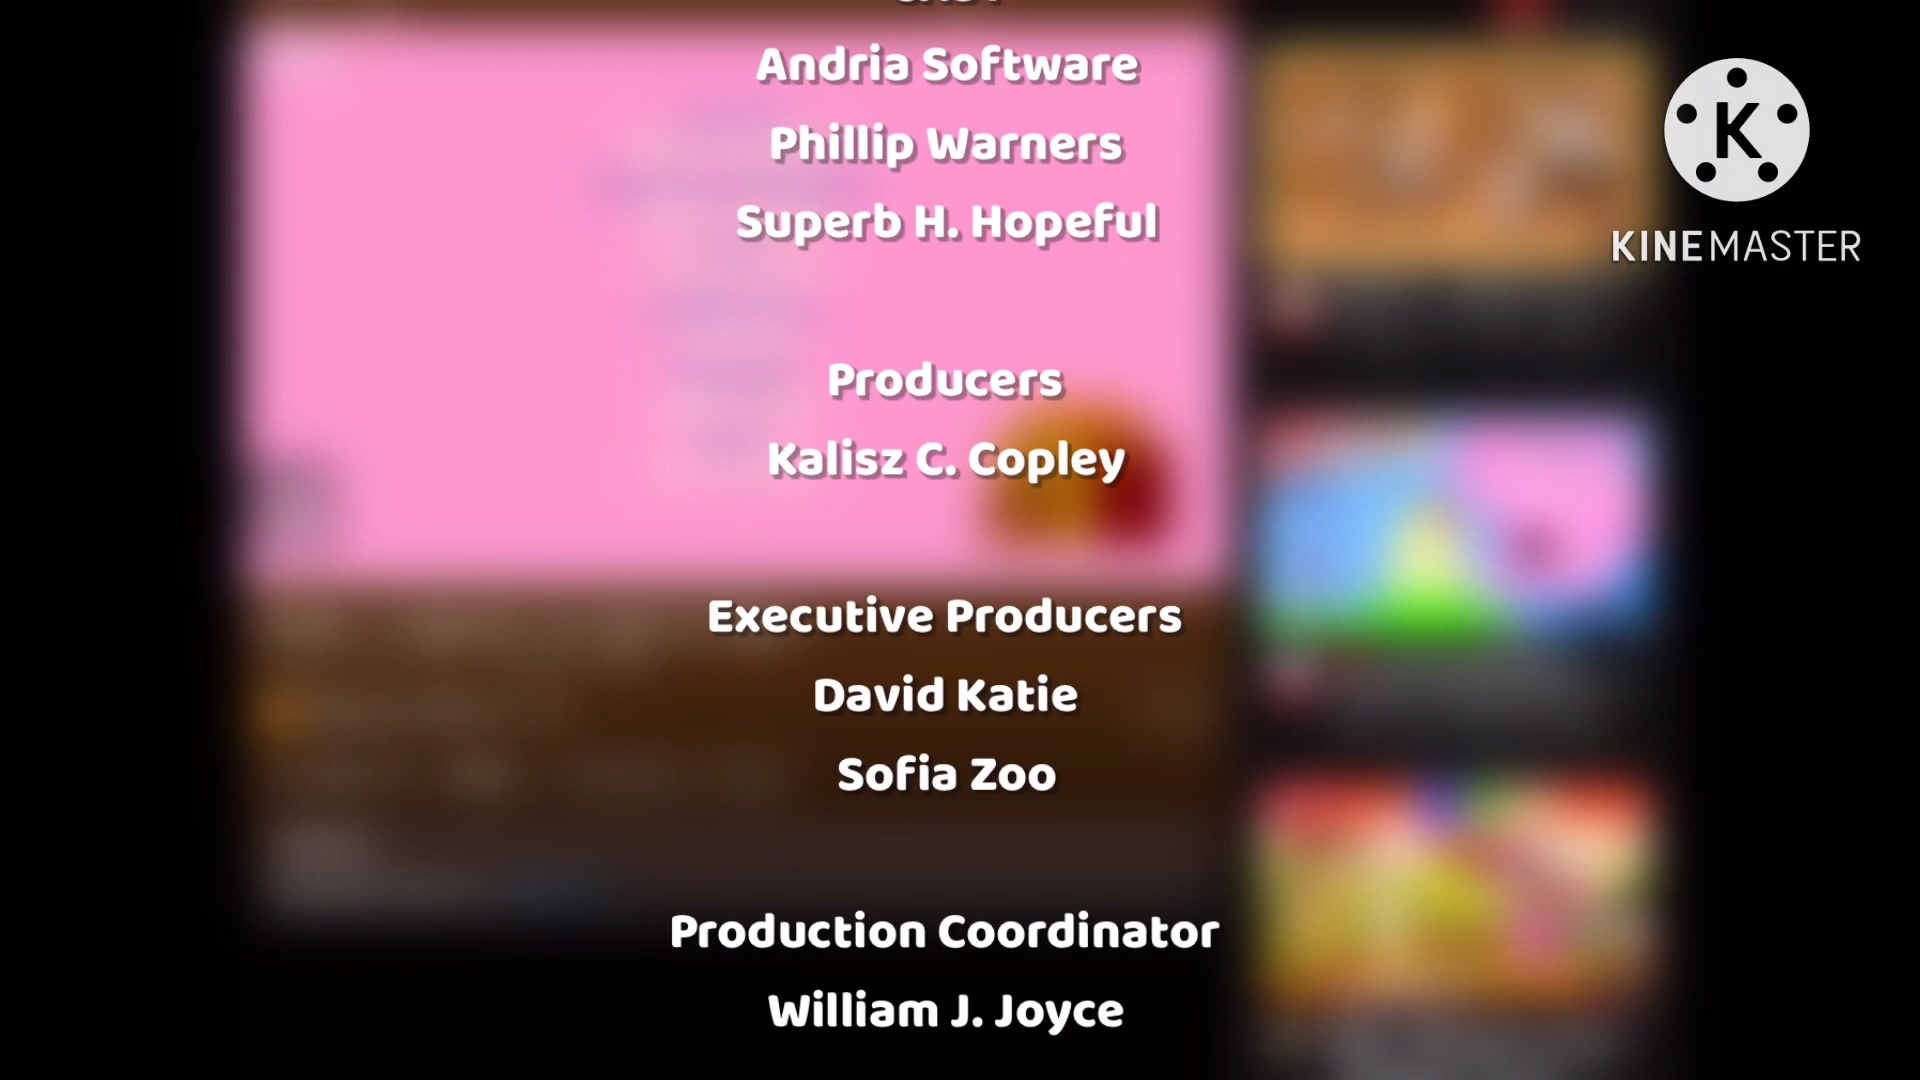 Andria Software
Phillip Warners
Superb H. Hopeful
Producers
Kalisz C. Copley
Executive Producers
David Katie
Sofia Zoo
Production Coordinator
William J. Joyce
K
KINEMASTER